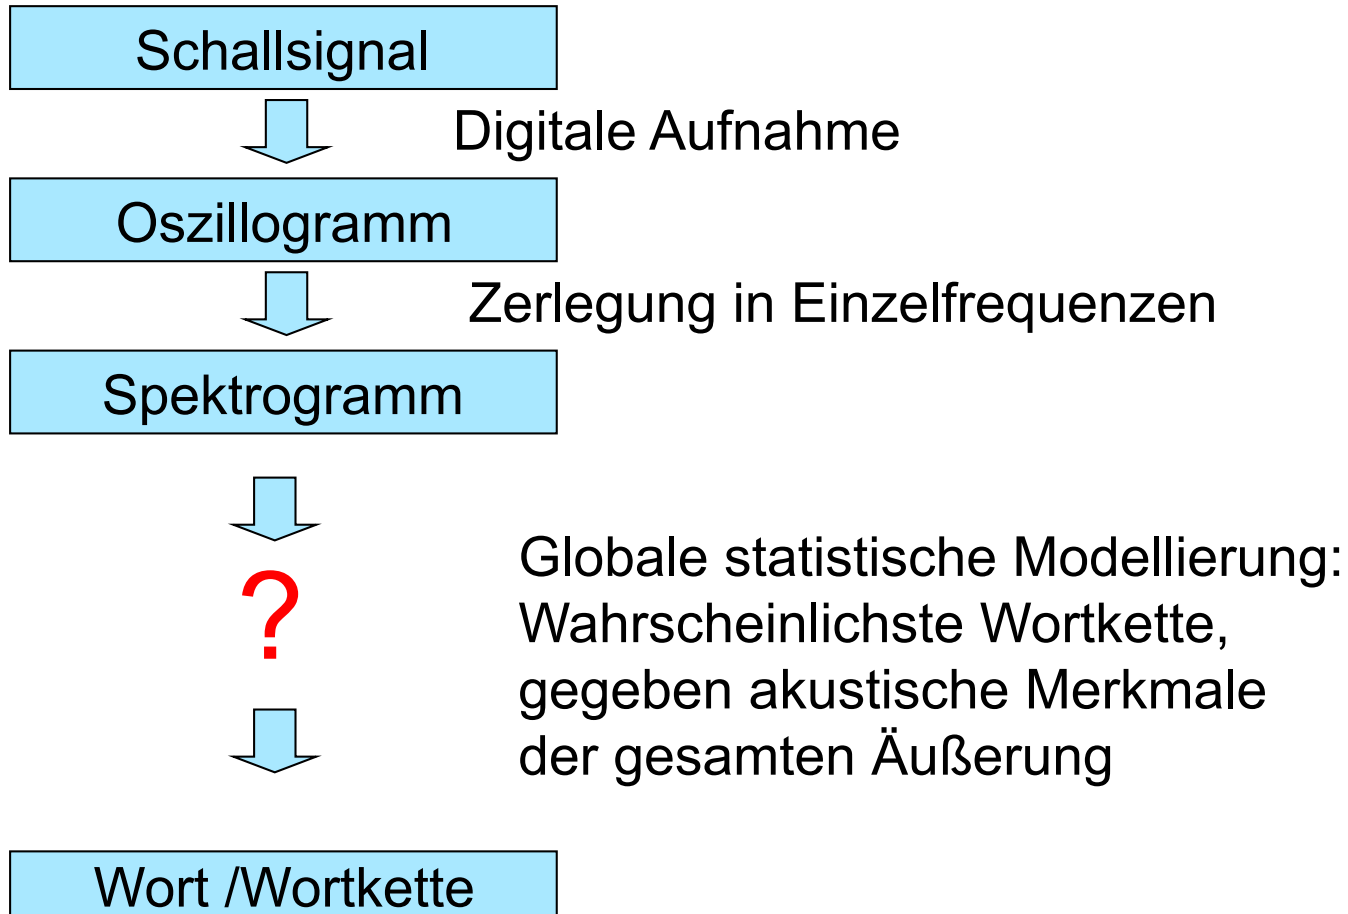 Schallsignal
Digitale Aufnahme
Oszillogramm
Zerlegung in Einzelfrequenzen
Spektrogramm
?
Globale statistische Modellierung:
Wahrscheinlichste Wortkette,
gegeben akustische Merkmale
der gesamten Äußerung
Wort /Wortkette